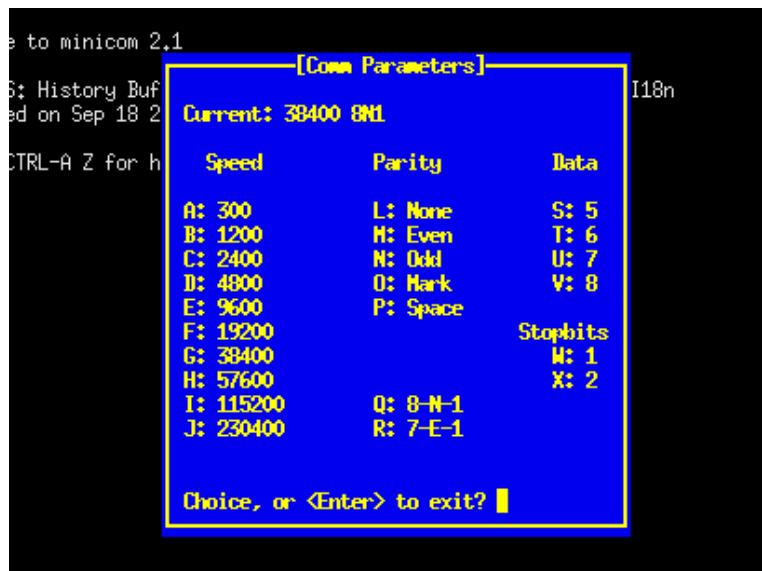 e to minicom 2.1
[Comm Parameters]
S: History Buf I18n
ed on Sep 18 2 Current: 38400 8N1
CTRL-A Z for h Speed Parity Data
A: 300 L: None S: 5
B: 1200 M: Even T: 6
C: 2400 N: Odd U: 7
D: 4800 O: Mark V: 8
E: 9600 P: Space
F: 19200 Stopbits
G: 38400 W: 1
H: 57600 X: 2
I: 115200 Q: 8-N-1
J: 230400 R: 7-E-1
Choice, or <Enter> to exit?